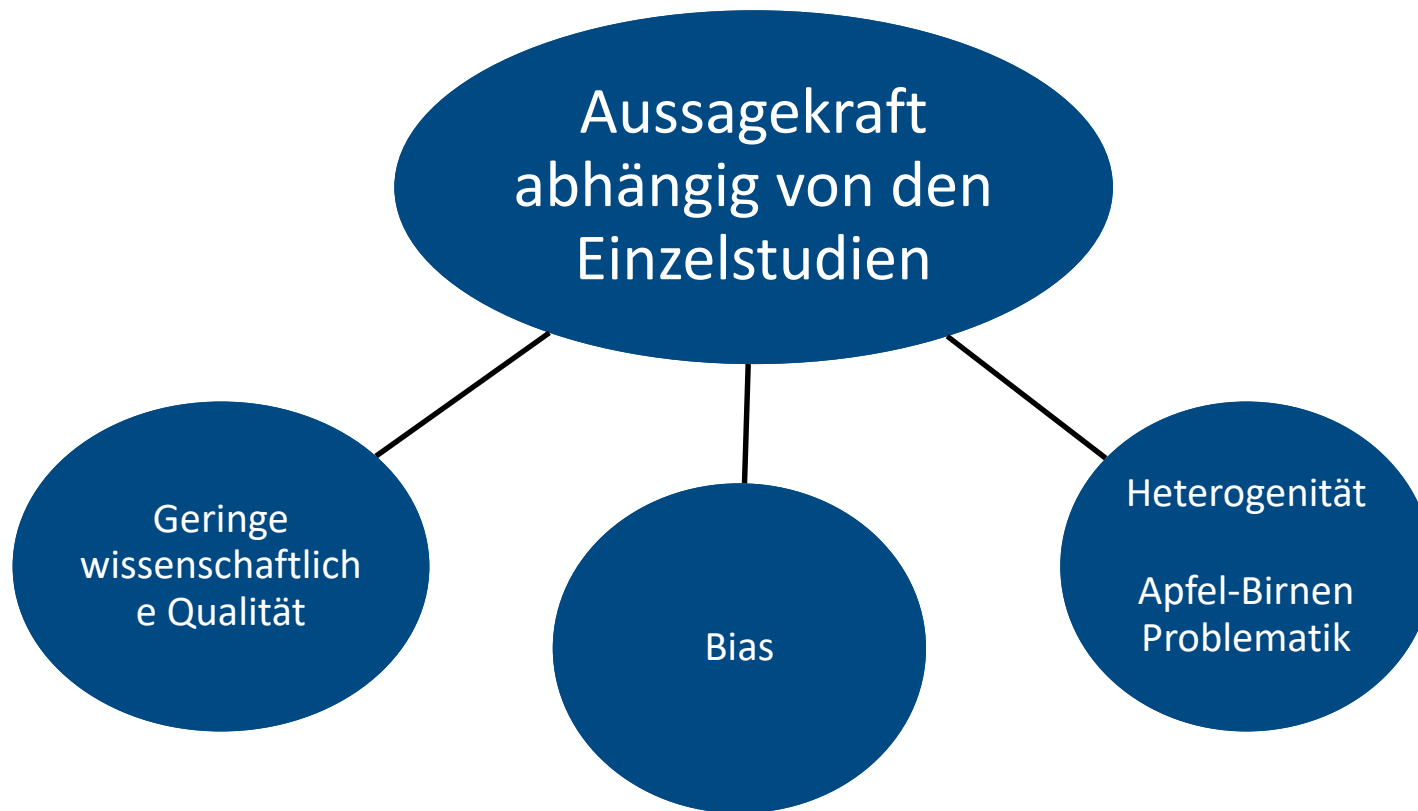 Aussagekraft
abhängig von den
Einzelstudien
Geringe
wissenschaftlich
e Qualität
Bias
Heterogenität
Apfel-Birnen
Problematik